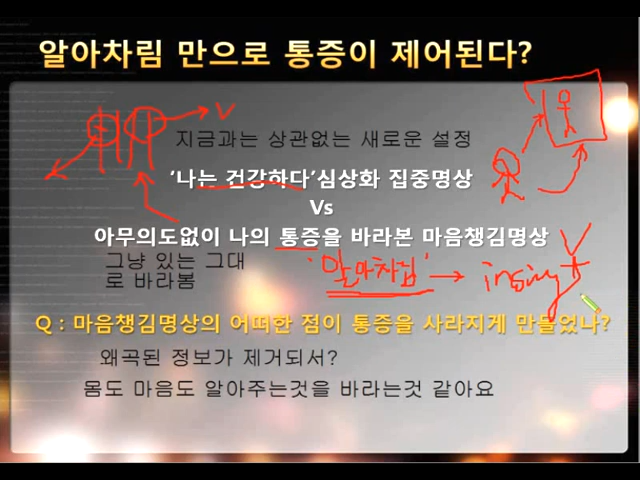 알아차림 만으로 통증이 제어된다?
V
지금과는 상관없는 새로운 설정
'나는 건강하다'심상화 집중명상
Vs
아무의도없이 나의 통증을 바라본 마음챙김명상
그냥 있는 그대
로 바라봄
'알아차림' →
Q : 마음챙김명상의 어떠한 점이 통증을 사라지게 만들었나?
왜곡된 정보가 제거되서?
몸도 마음도 알아주는것을 바라는것 같아요